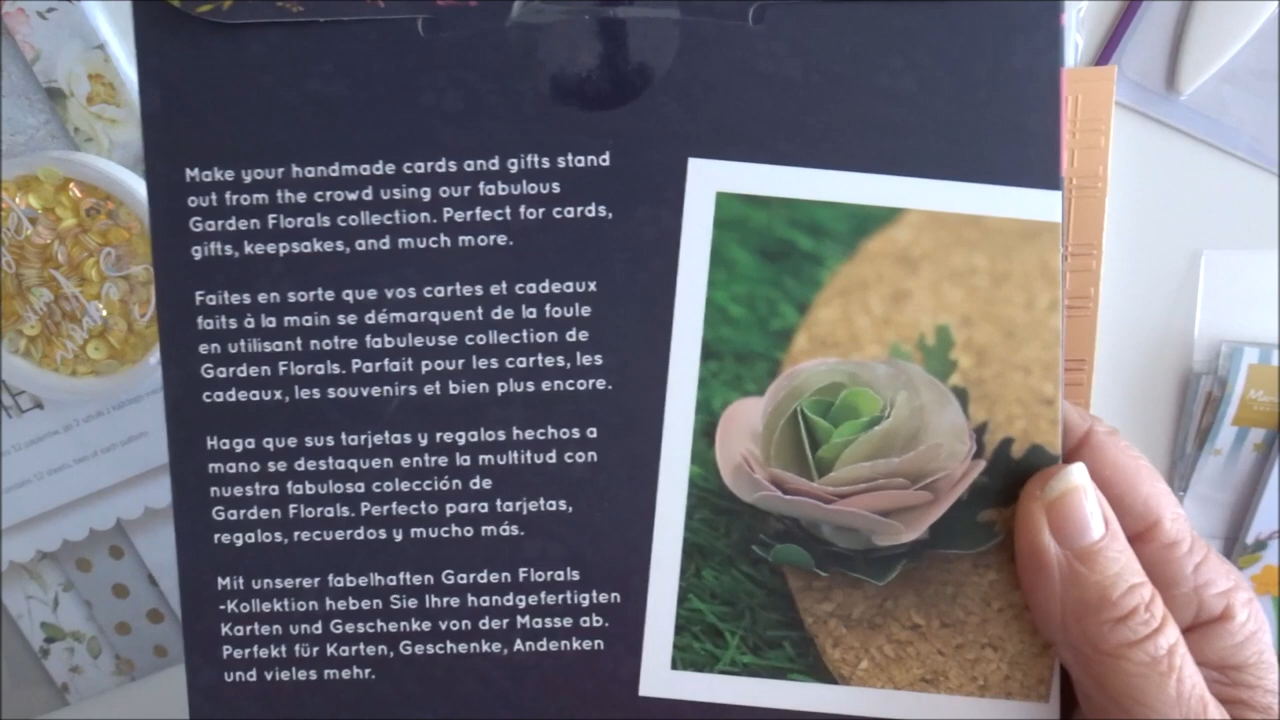 Make your handmade cards and gifts stand
out from the crowd using our fabulous
Garden Florals collection. Perfect for cards,
gifts, keepsakes, and much more.
Faites en sorte que vos cartes et cadeaux
faits à la main se démarquent de la foule
en utilisant notre fabuleuse collection de
Garden Florals. Parfait pour les cartes, les
cadeaux, les souvenirs et bien plus encore.
Haga que sus tarjetas y regalos hechos a
mano se destaquen entre la multitud con
nuestra fabulosa colección de
Garden Florals. Perfecto para tarjetas,
regalos, recuerdos y mucho más.
Mit unserer fabelhaften Garden Florals
-Kollektion heben Sie Ihre handgefertigten
Karten und Geschenke von der Masse ab.
Perfekt für Karten, Geschenke, Andenken
und vieles mehr.